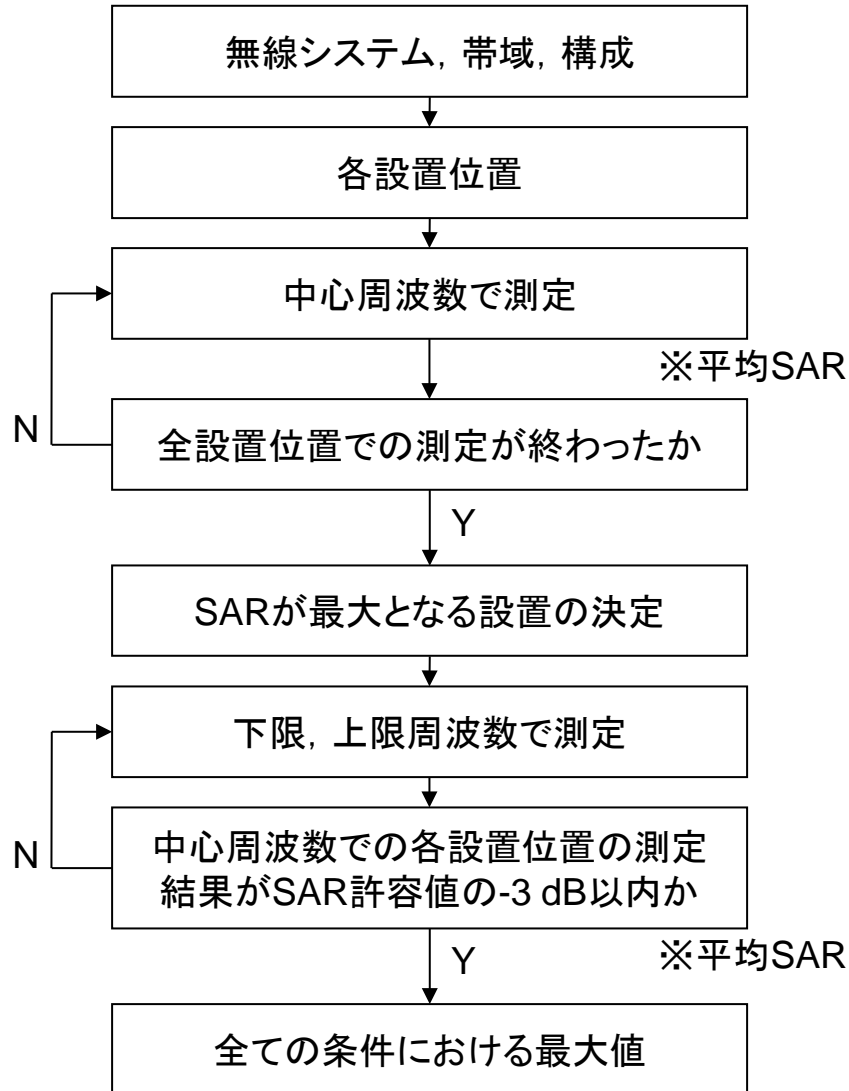 無線システム，帯域，構成
各設置位置
中心周波数で測定
※平均SAR
N
全設置位置での測定が終わったか
Y
SARが最大となる設置の決定
下限，上限周波数で測定
N
中心周波数での各設置位置の測定
結果がSAR許容値の-3 dB以内か
Y
※平均SAR
全ての条件における最大値